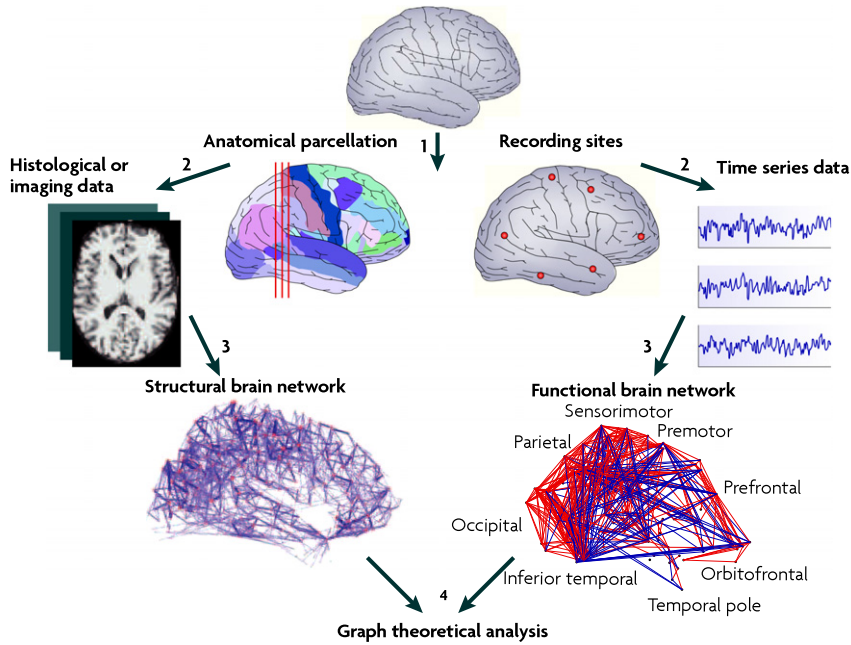 Anatomical parcellation
1
Recording sites
Histological or
imaging data
2
2
Time series data
3
3
Structural brain network
Functional brain network
Sensorimotor
Parietal
Premotor
Prefrontal
Occipital
Inferior temporal
Orbitofrontal
Temporal pole
4
Graph theoretical analysis